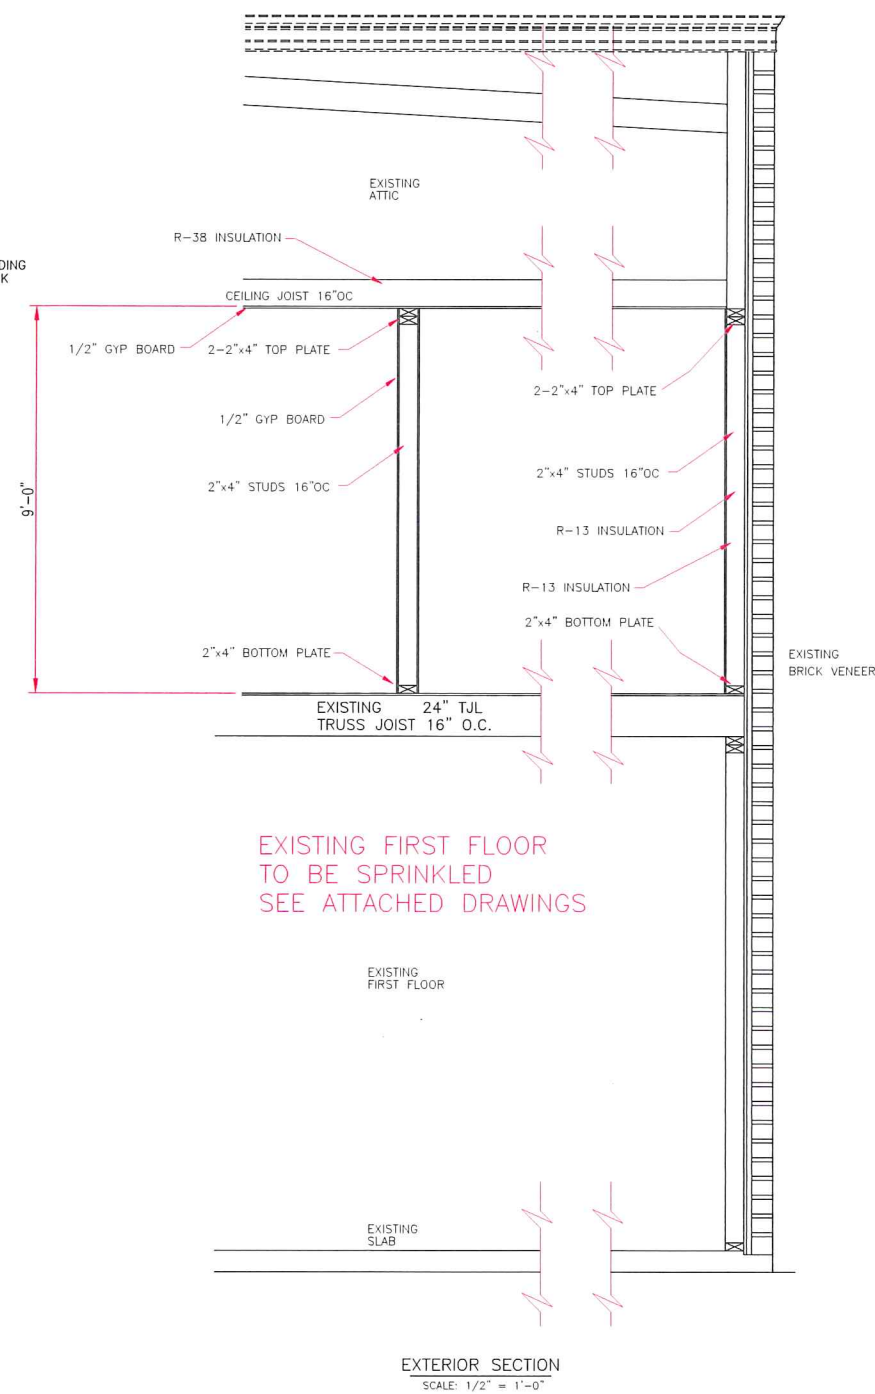 EXISTING
ATTIC
R-38 INSULATION
DING
K
CEILING JOIST 16"OC
1/2" GYP BOARD
2-2"x4" TOP PLATE
2-2"x4" TOP PLATE
1/2" GYP BOARD
2"x4" STUDS 16"OC
2"x4" STUDS 16"OC
9'-0"
R-13 INSULATION
R-13 INSULATION
2"x4" BOTTOM PLATE
2"x4" BOTTOM PLATE
EXISTING
BRICK VENEER
EXISTING 24" TJL
TRUSS JOIST 16" O.C.
EXISTING FIRST FLOOR
TO BE SPRINKLED
SEE ATTACHED DRAWINGS
EXISTING
FIRST FLOOR
EXISTING
SLAB
EXTERIOR SECTION
SCALE: 1/2" = 1'-0"